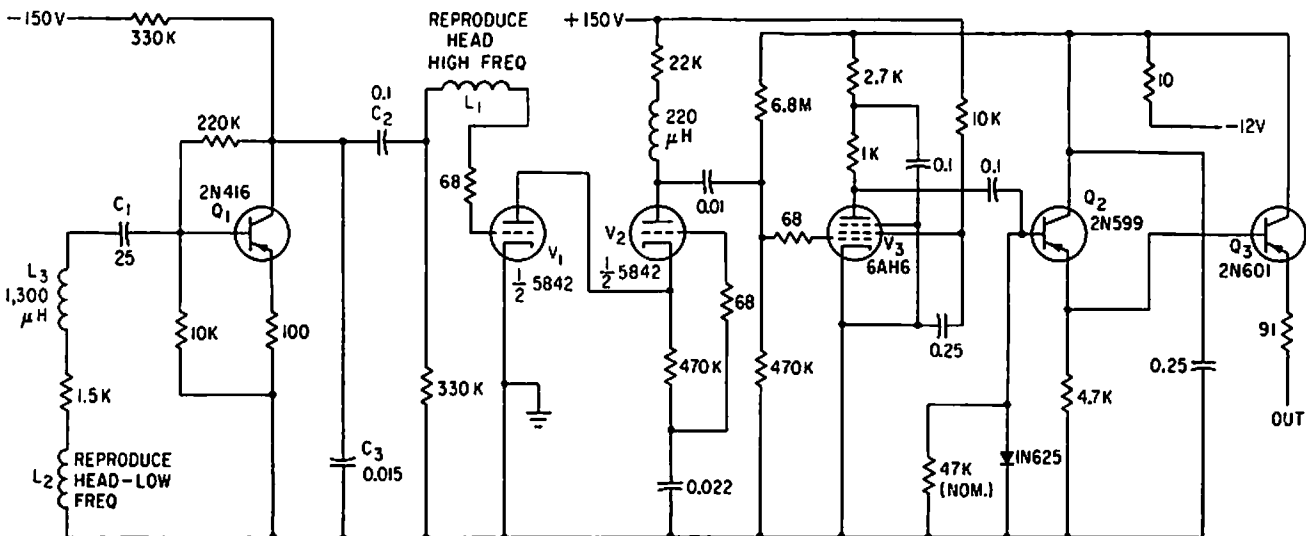 −150V
330K
REPRODUCE
HEAD
HIGH FREQ
L1
+150V
22K
220
μH
6.8M
2.7K
10K
10
−12V
0.1
C2
220K
2N416
Q1
C1
25
68
1K
0.1
0.1
0.01
V1
½ 5842
V2
½ 5842
68
68
V3
6AH6
Q2
2N599
Q3
2N601
L3
1,300
μH
10K
100
0.25
91
330K
470K
470K
0.25
4.7K
OUT
1.5K
L2
REPRODUCE
HEAD-LOW
FREQ
C3
0.015
0.022
47K
(NOM.)
1N625